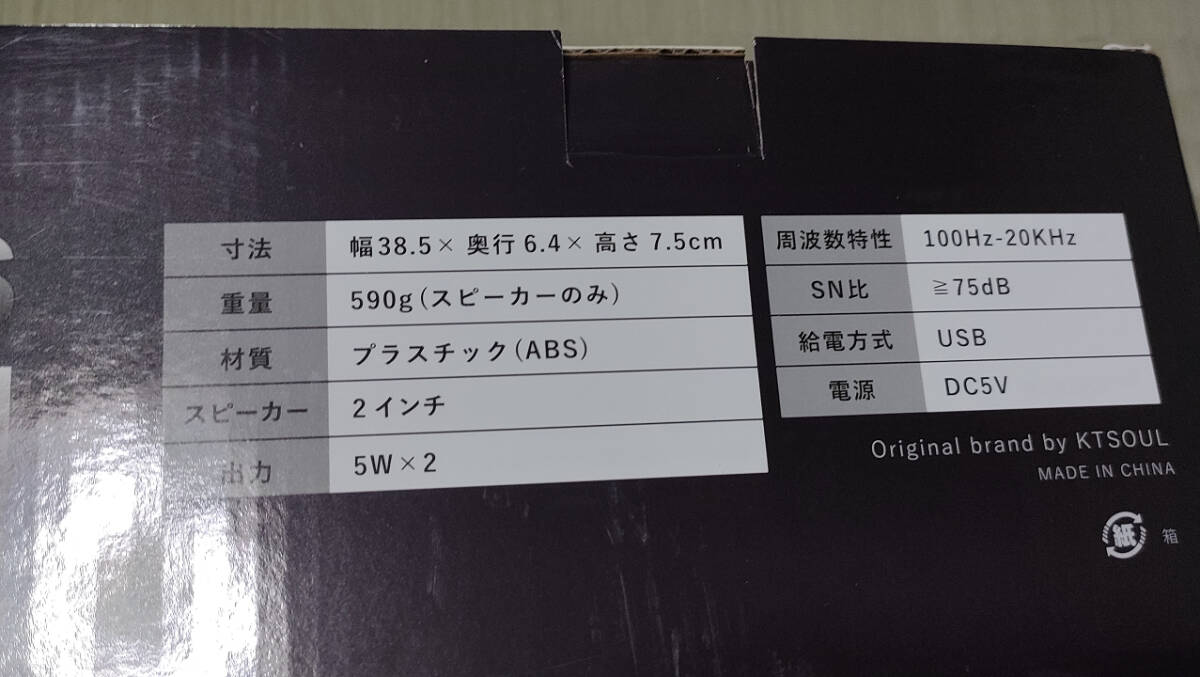 寸法 幅38.5× 奥行6.4× 高さ7.5cm
重量 590g(スピーカーのみ)
材質 プラスチック(ABS)
スピーカー 2インチ
出力 5W×2
周波数特性 100Hz-20KHz
SN比 ≧75dB
給電方式 USB
電源 DC5V
Original brand by KTSOUL
MADE IN CHINA
紙 箱